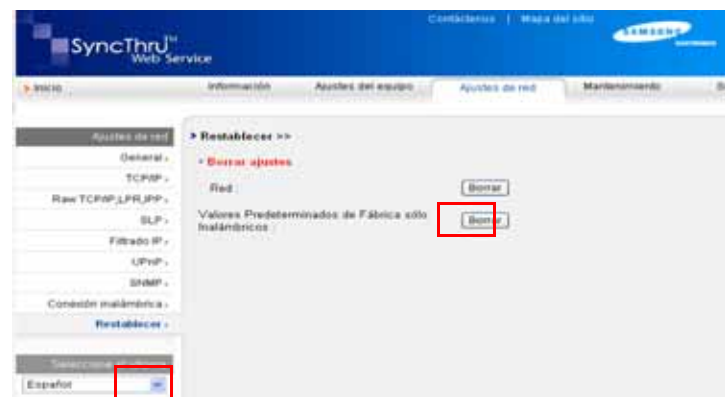 Contáctenos | Mapa del sitio
SAMSUNG
SyncThru™
Web Service
Inicio
Información
Ajustes del equipo
Ajustes de red
Mantenimiento
Ajustes de red
General
TCP/IP
Raw TCP/IP,LPR,IPP
SLP
Filtrado IP
UPnP
SNMP
Conexión inalámbrica
Restablecer
Restablecer >>
Borrar ajustes
Red :
Borrar
Valores Predeterminados de Fábrica sólo
Inalámbricos :
Borrar
Español